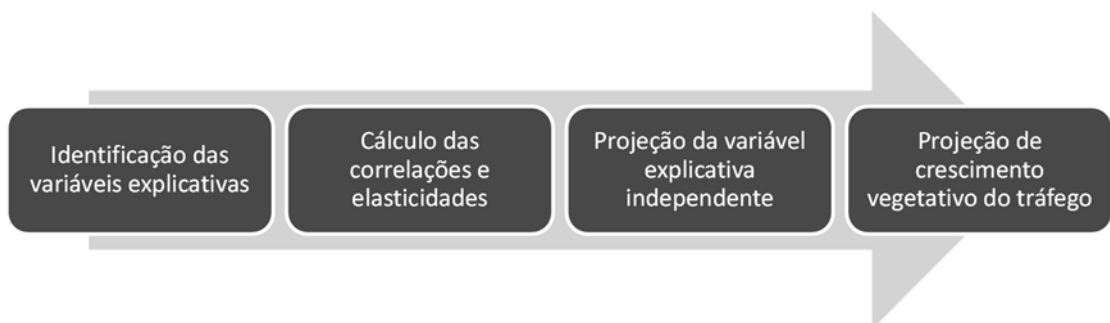 Identificação das
variáveis explicativas
Cálculo das
correlações e
elasticidades
Projeção da variável
explicativa
independente
Projeção de
crescimento
vegetativo do tráfego